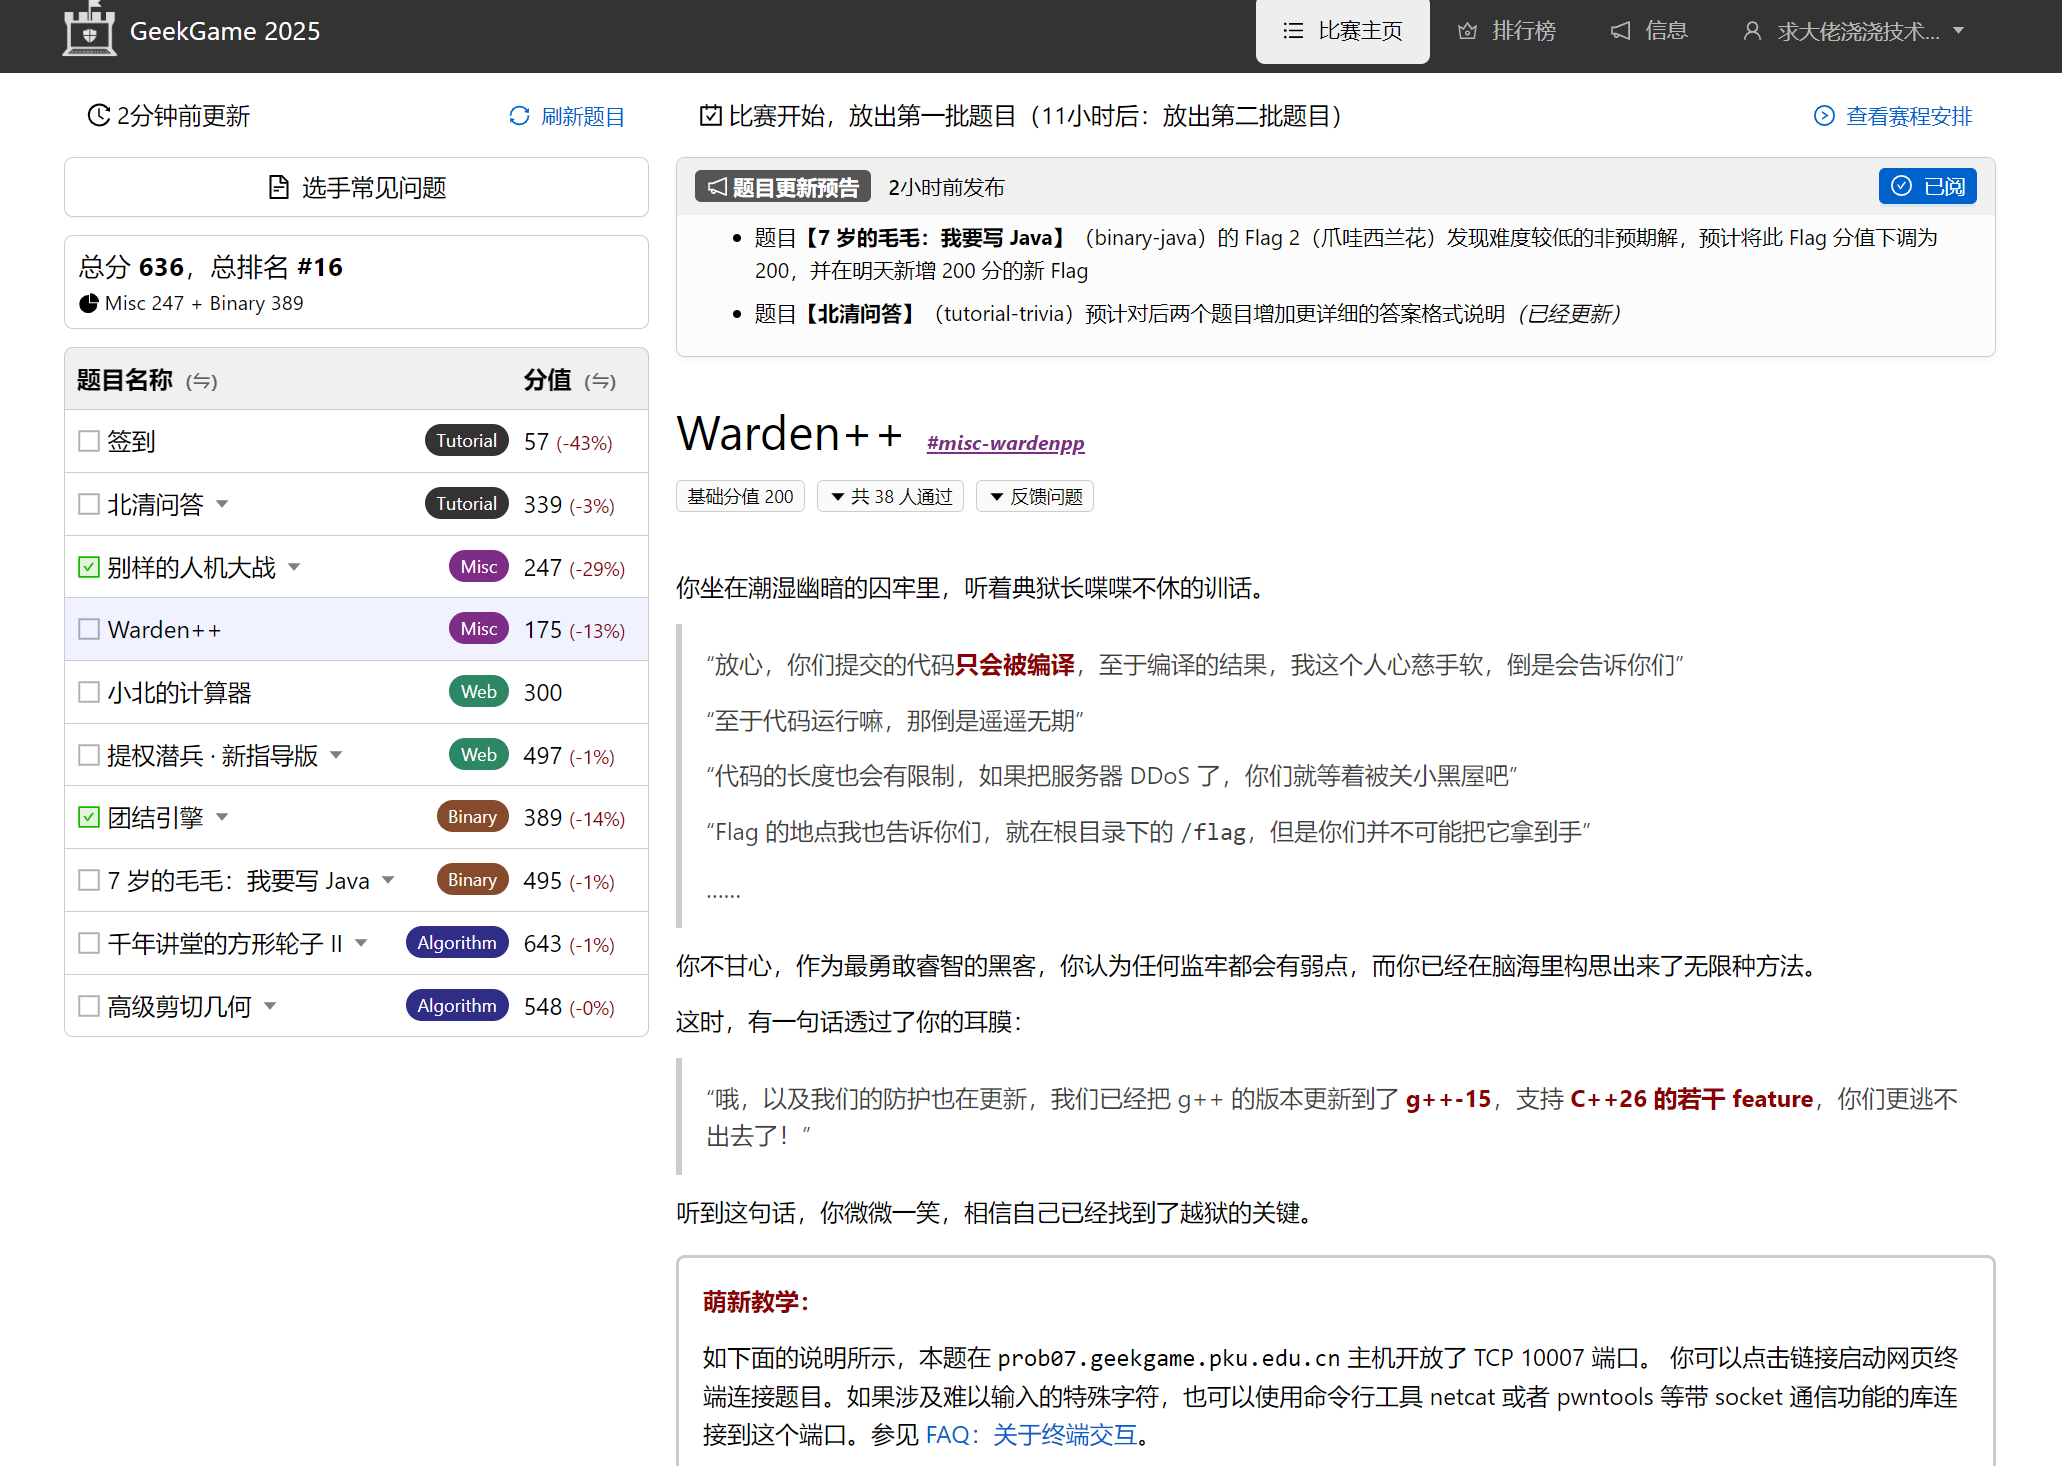 GeekGame 2025
比赛主页
排行榜
信息
求大佬浇浇技术...
2分钟前更新
刷新题目
选手常见问题
总分 636，总排名 #16
Misc 247 + Binary 389
题目名称 (⇋) 分值 (⇋)
签到 Tutorial 57 (-43%)
北清问答 Tutorial 339 (-3%)
别样的人机大战 Misc 247 (-29%)
Warden++ Misc 175 (-13%)
小北的计算器 Web 300
提权潜兵 · 新指导版 Web 497 (-1%)
团结引擎 Binary 389 (-14%)
7 岁的毛毛：我要写 Java Binary 495 (-1%)
千年讲堂的方形轮子 II Algorithm 643 (-1%)
高级剪切几何 Algorithm 548 (-0%)
比赛开始，放出第一批题目（11小时后：放出第二批题目）
查看赛程安排
题目更新预告 2小时前发布
已阅
• 题目【7 岁的毛毛：我要写 Java】（binary-java）的 Flag 2（爪哇西兰花）发现难度较低的非预期解，预计将此 Flag 分值下调为
200，并在明天新增 200 分的新 Flag
• 题目【北清问答】（tutorial-trivia）预计对后两个题目增加更详细的答案格式说明（已经更新）
Warden++ #misc-wardenpp
基础分值 200
共 38 人通过
反馈问题
你坐在潮湿幽暗的囚牢里，听着典狱长喋喋不休的训话。
“放心，你们提交的代码只会被编译，至于编译的结果，我这个人心慈手软，倒是会告诉你们”
“至于代码运行嘛，那倒是遥遥无期”
“代码的长度也会有限制，如果把服务器 DDoS 了，你们就等着被关小黑屋吧”
“Flag 的地点我也告诉你们，就在根目录下的 /flag，但是你们并不可能把它拿到手”
......
你不甘心，作为最勇敢睿智的黑客，你认为任何监牢都会有弱点，而你已经在脑海里构思出来了无限种方法。
这时，有一句话透过了你的耳膜：
“哦，以及我们的防护也在更新，我们已经把 g++ 的版本更新到了 g++-15，支持 C++26 的若干 feature，你们更逃不
出去了！”
听到这句话，你微微一笑，相信自己已经找到了越狱的关键。
萌新教学：
如下面的说明所示，本题在 prob07.geekgame.pku.edu.cn 主机开放了 TCP 10007 端口。 你可以点击链接启动网页终
端连接题目。如果涉及难以输入的特殊字符，也可以使用命令行工具 netcat 或者 pwntools 等带 socket 通信功能的库连
接到这个端口。参见 FAQ：关于终端交互。